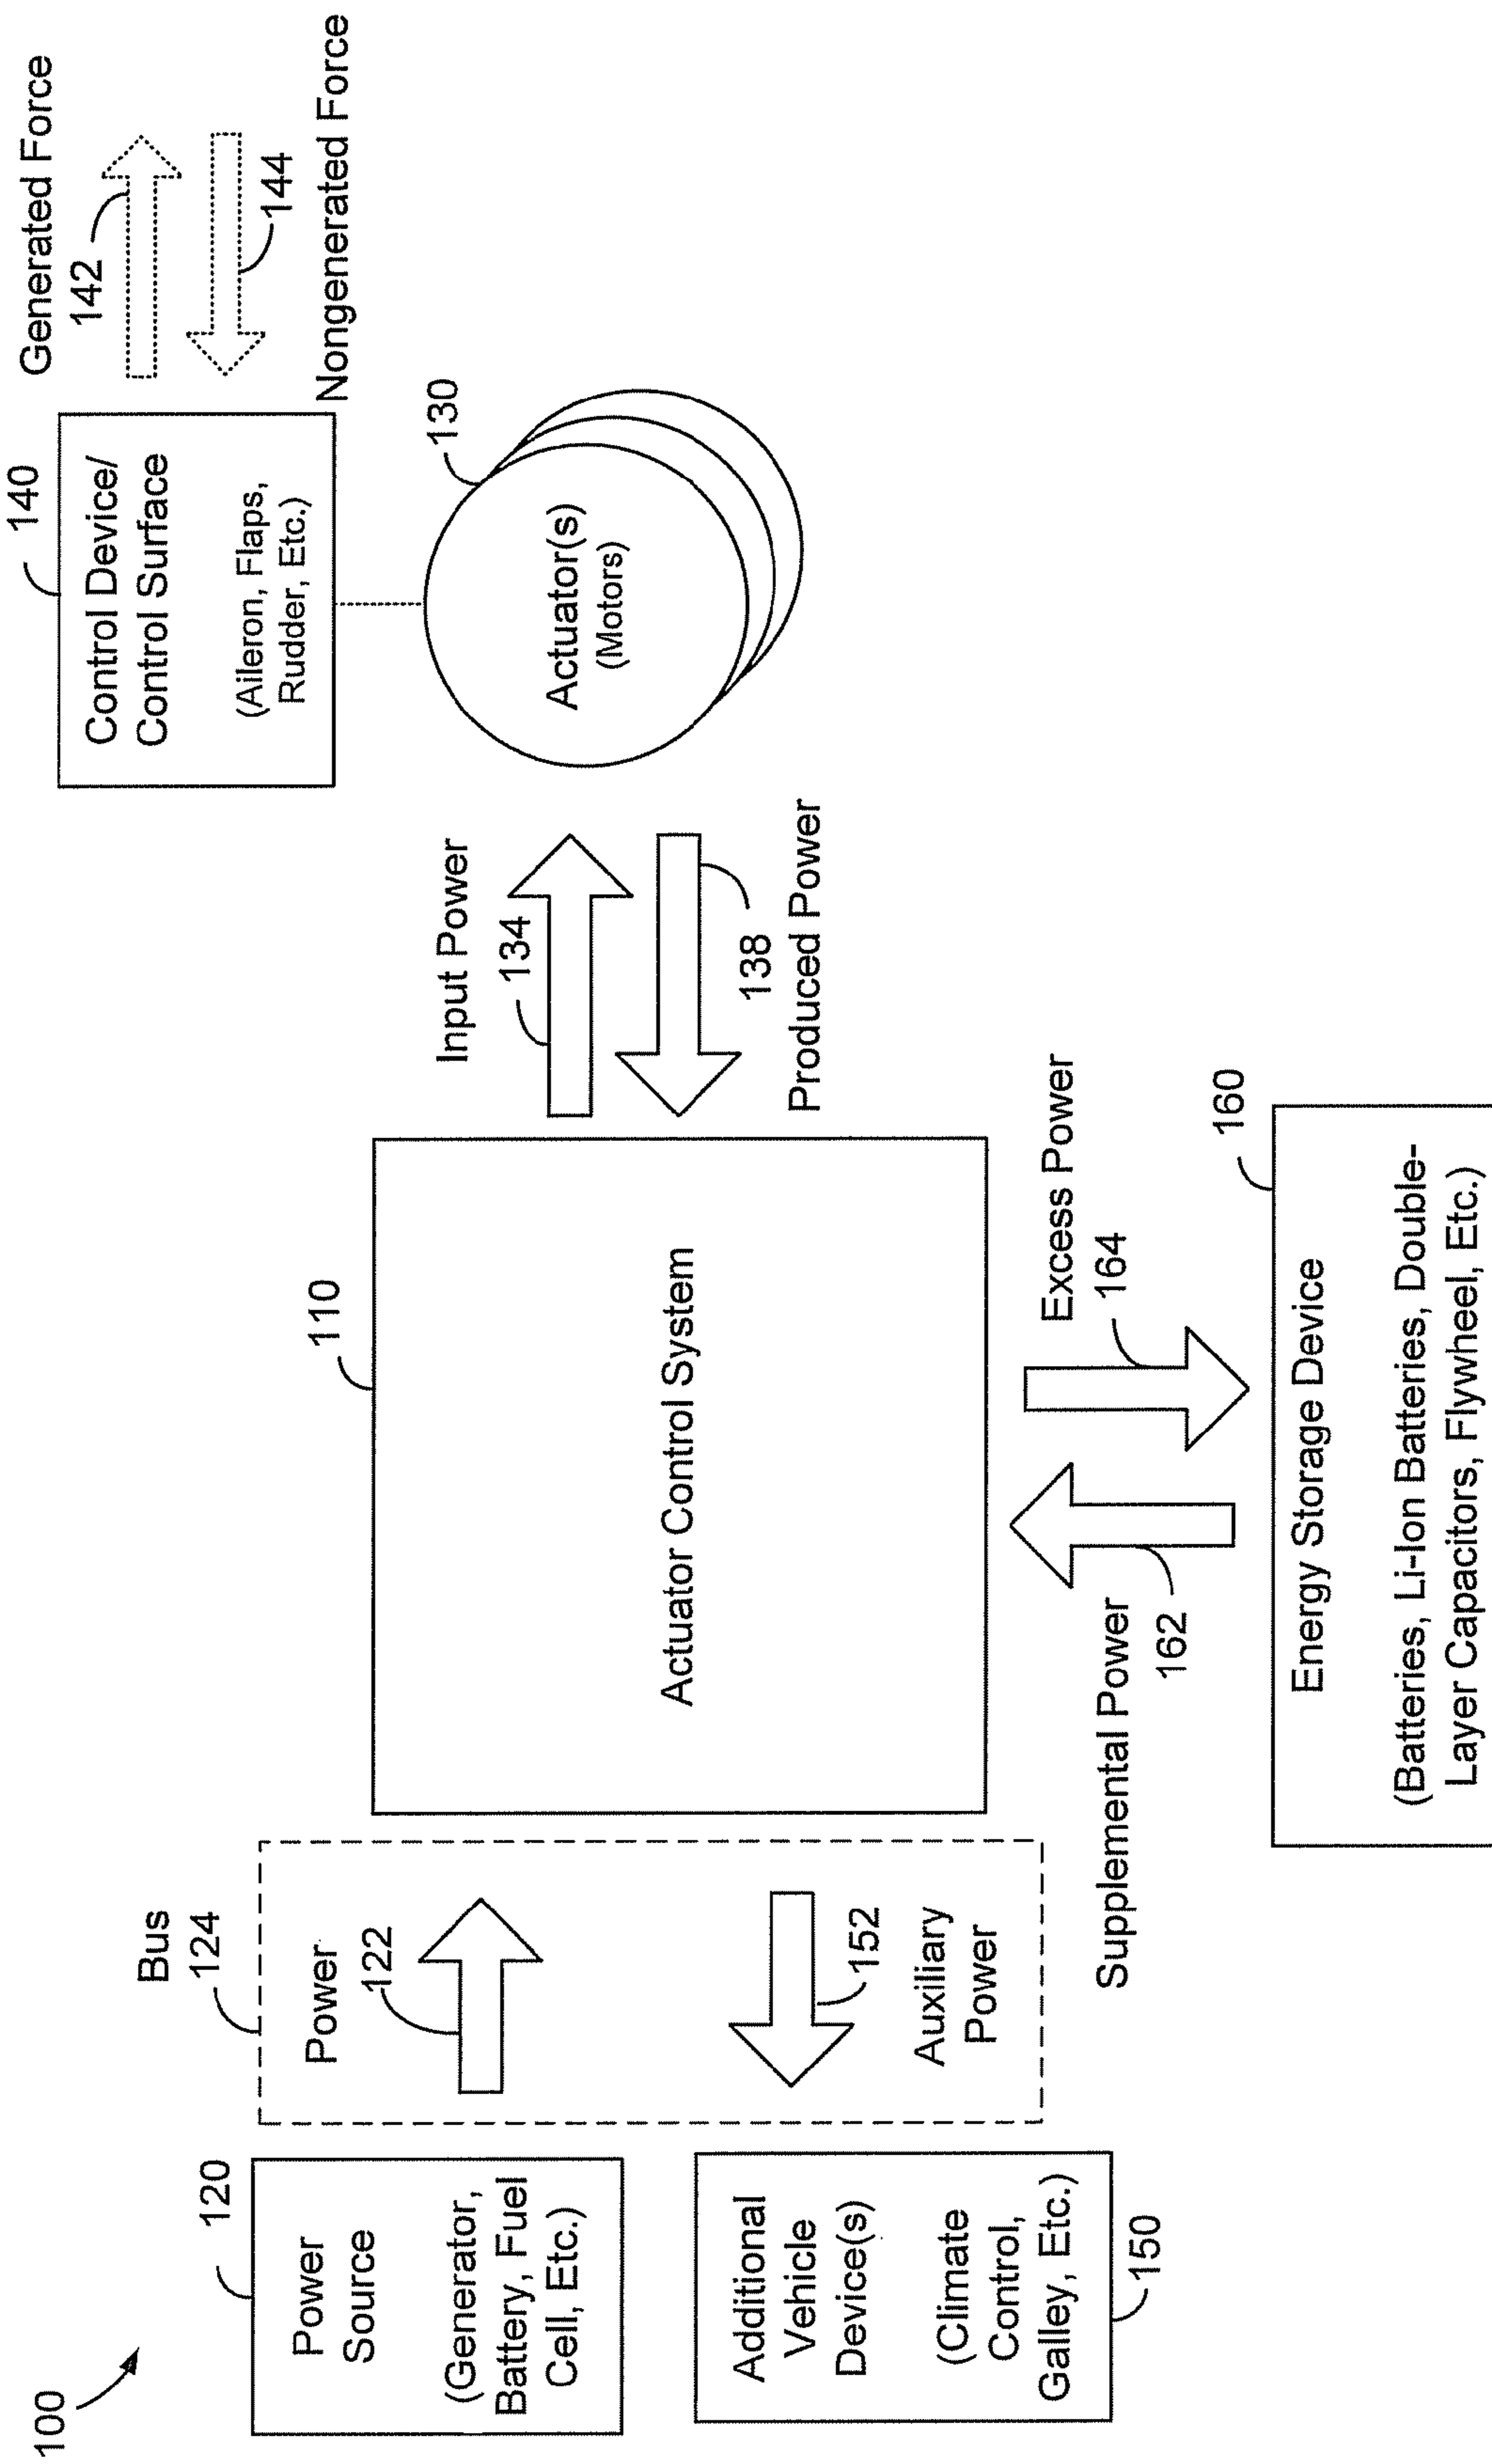 100
120
Power
Source
(Generator,
Battery, Fuel
Cell, Etc.)
Additional
Vehicle
Device(s)
(Climate
Control,
Galley, Etc.)
150
Bus
124
Power
122
152
Auxiliary
Power
110
Actuator Control System
Supplemental Power
162
Excess Power
164
160
Energy Storage Device
(Batteries, Li-Ion Batteries, Double-
Layer Capacitors, Flywheel, Etc.)
Input Power
134
138
Produced Power
140
Control Device/
Control Surface
(Aileron, Flaps,
Rudder, Etc.)
130
Actuator(s)
(Motors)
Generated Force
142
144
Nongenerated Force